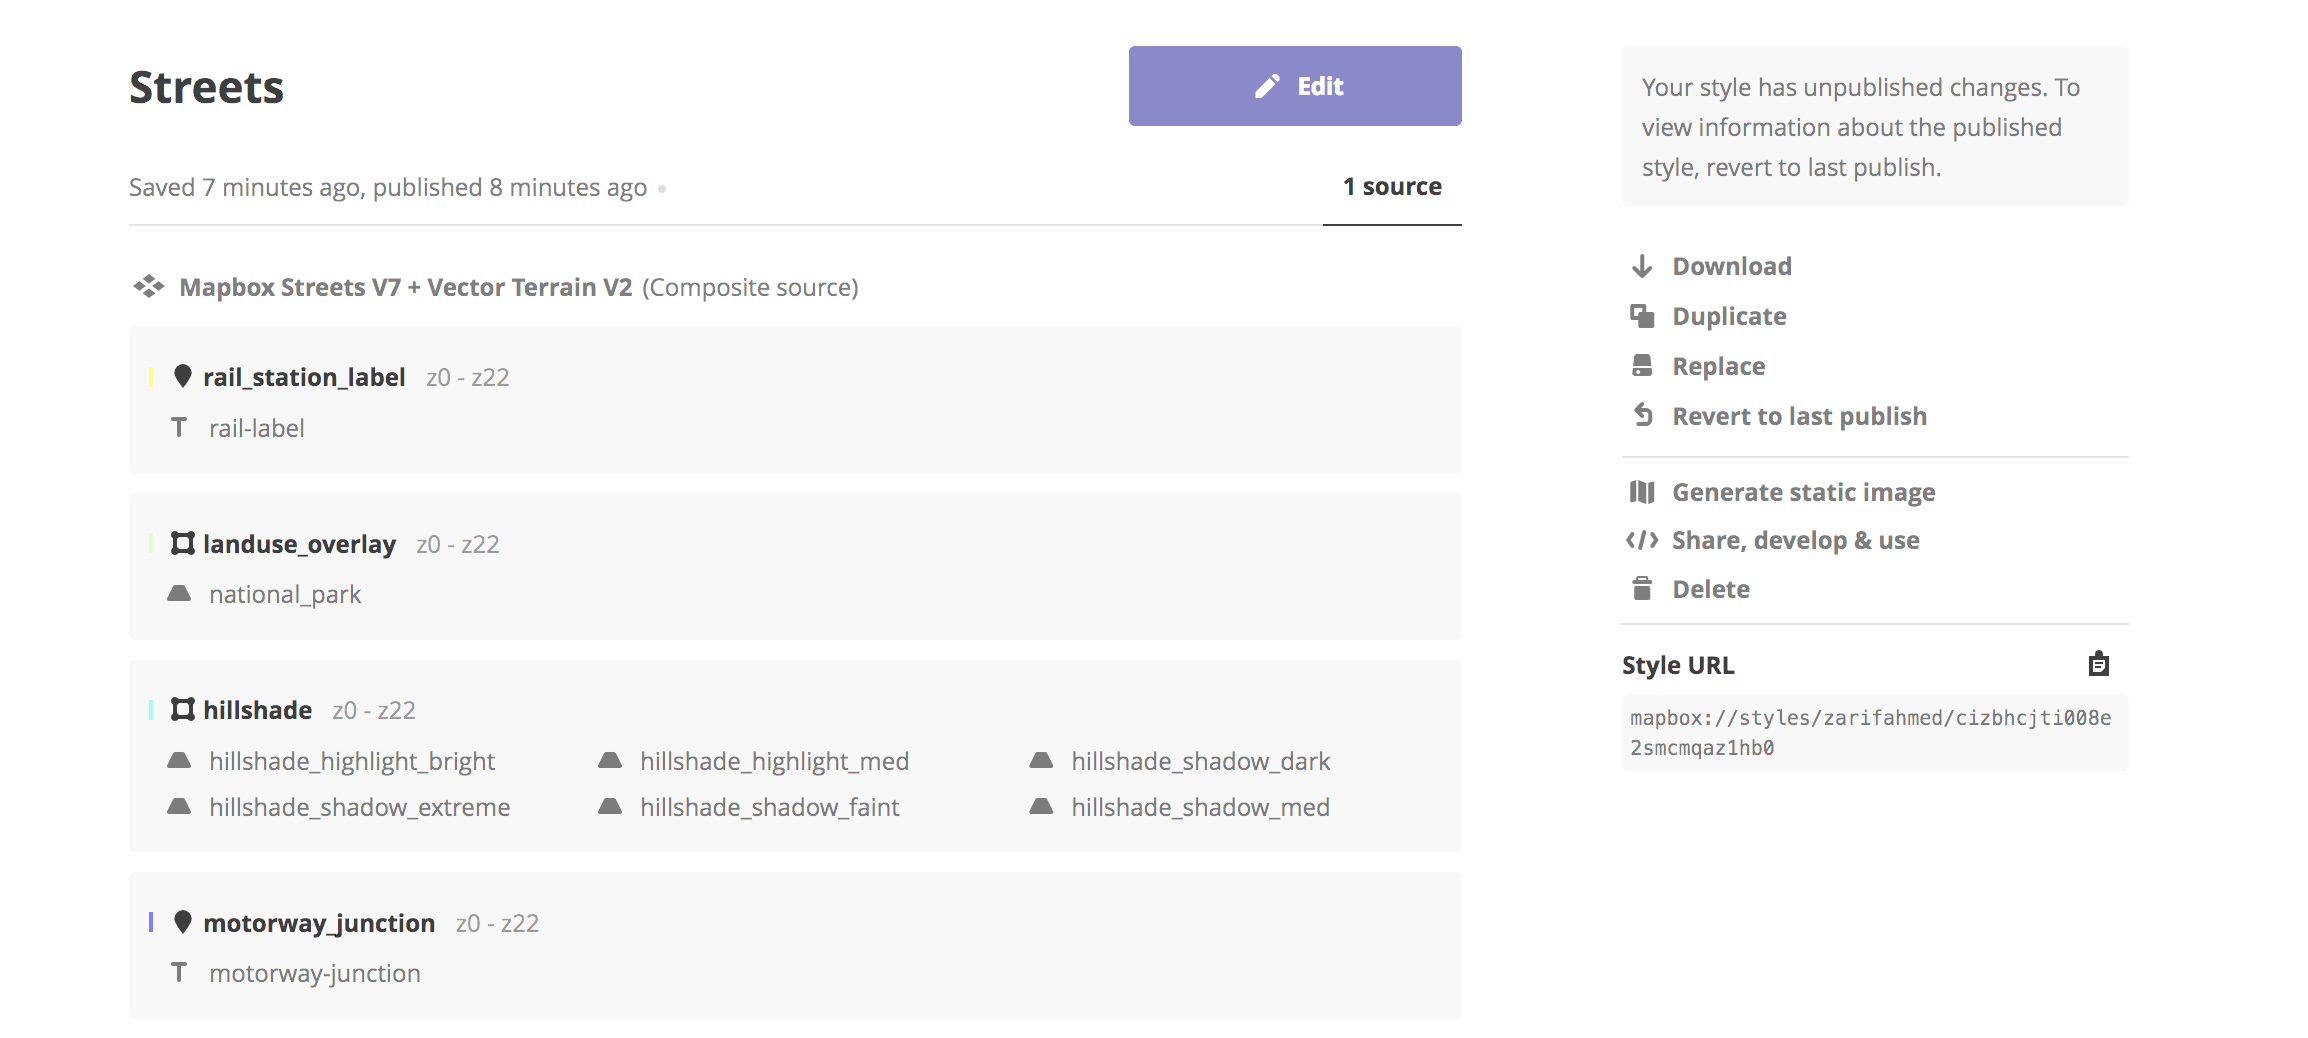 Streets
Edit
Saved 7 minutes ago, published 8 minutes ago
1 source
Mapbox Streets V7 + Vector Terrain V2 (Composite source)
rail_station_label z0 - z22
rail-label
landuse_overlay z0 - z22
national_park
hillshade z0 - z22
hillshade_highlight_bright hillshade_highlight_med hillshade_shadow_dark
hillshade_shadow_extreme hillshade_shadow_faint hillshade_shadow_med
motorway_junction z0 - z22
motorway-junction
Your style has unpublished changes. To
view information about the published
style, revert to last publish.
Download
Duplicate
Replace
Revert to last publish
Generate static image
Share, develop & use
Delete
Style URL
mapbox://styles/zarifahmed/cizbhcjti008e
2smcmqaz1hb0